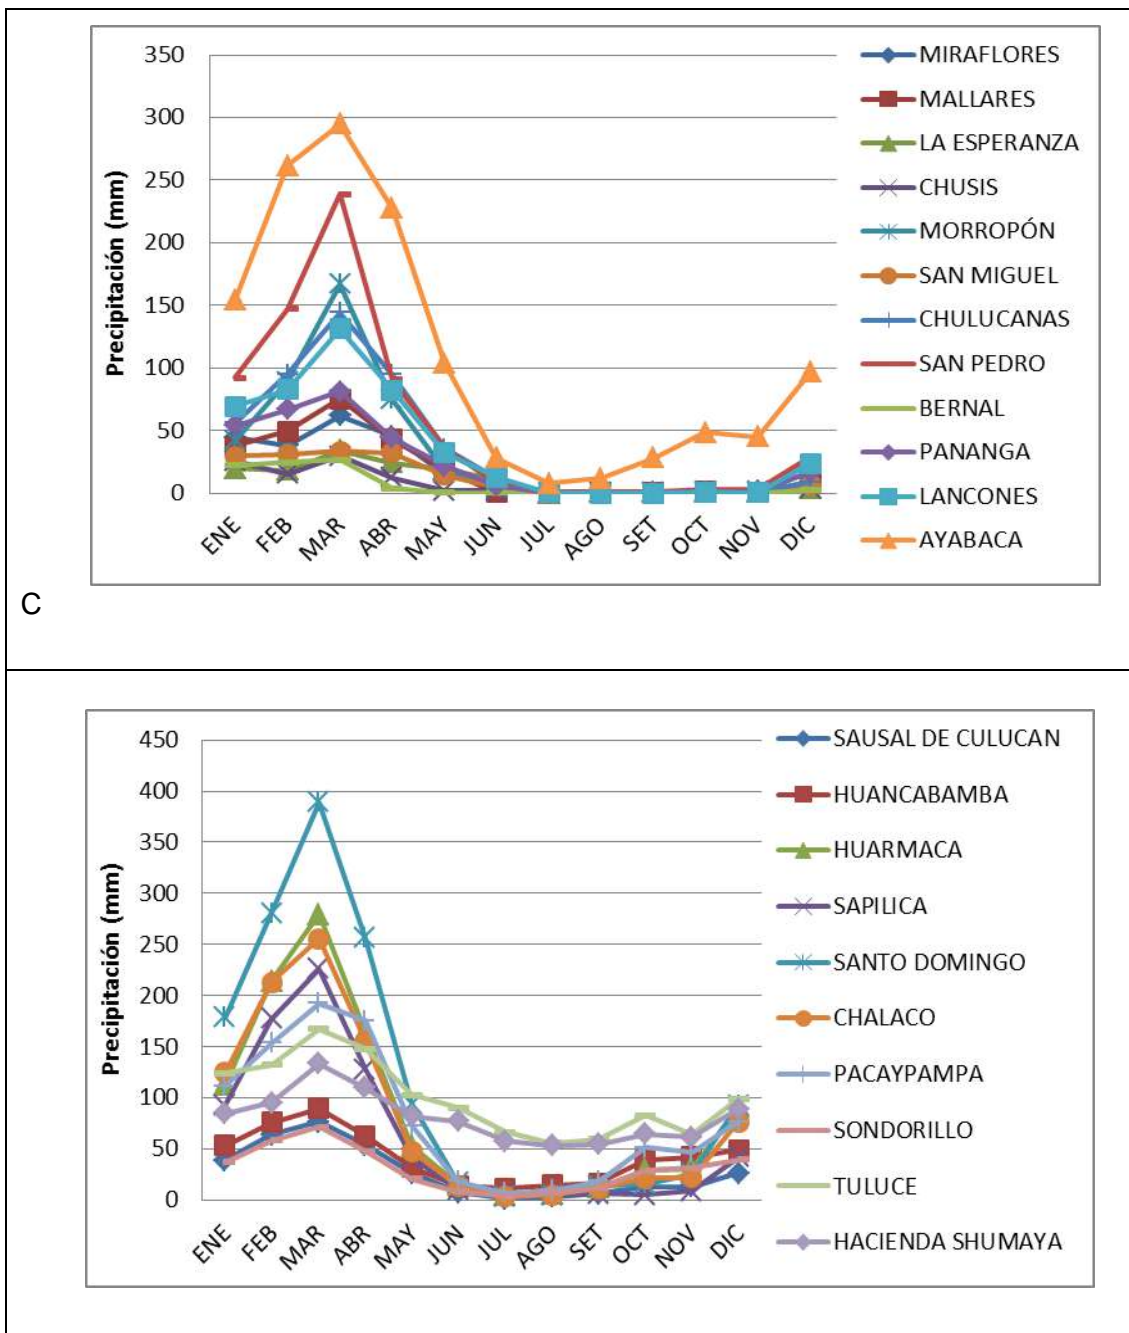 350
300
250
200
150
100
50
0
Precipitación (mm)
ENE
FEB
MAR
ABR
MAY
JUN
JUL
AGO
SET
OCT
NOV
DIC
MIRAFLORES
MALLARES
LA ESPERANZA
CHUSIS
MORROPÓN
SAN MIGUEL
CHULUCANAS
SAN PEDRO
BERNAL
PANANGA
LANCONES
AYABACA
C
450
400
350
300
250
200
150
100
50
0
Precipitación (mm)
ENE
FEB
MAR
ABR
MAY
JUN
JUL
AGO
SET
OCT
NOV
DIC
SAUSAL DE CULUCAN
HUANCABAMBA
HUARMACA
SAPILICA
SANTO DOMINGO
CHALACO
PACAYPAMPA
SONDORILLO
TULUCE
HACIENDA SHUMAYA